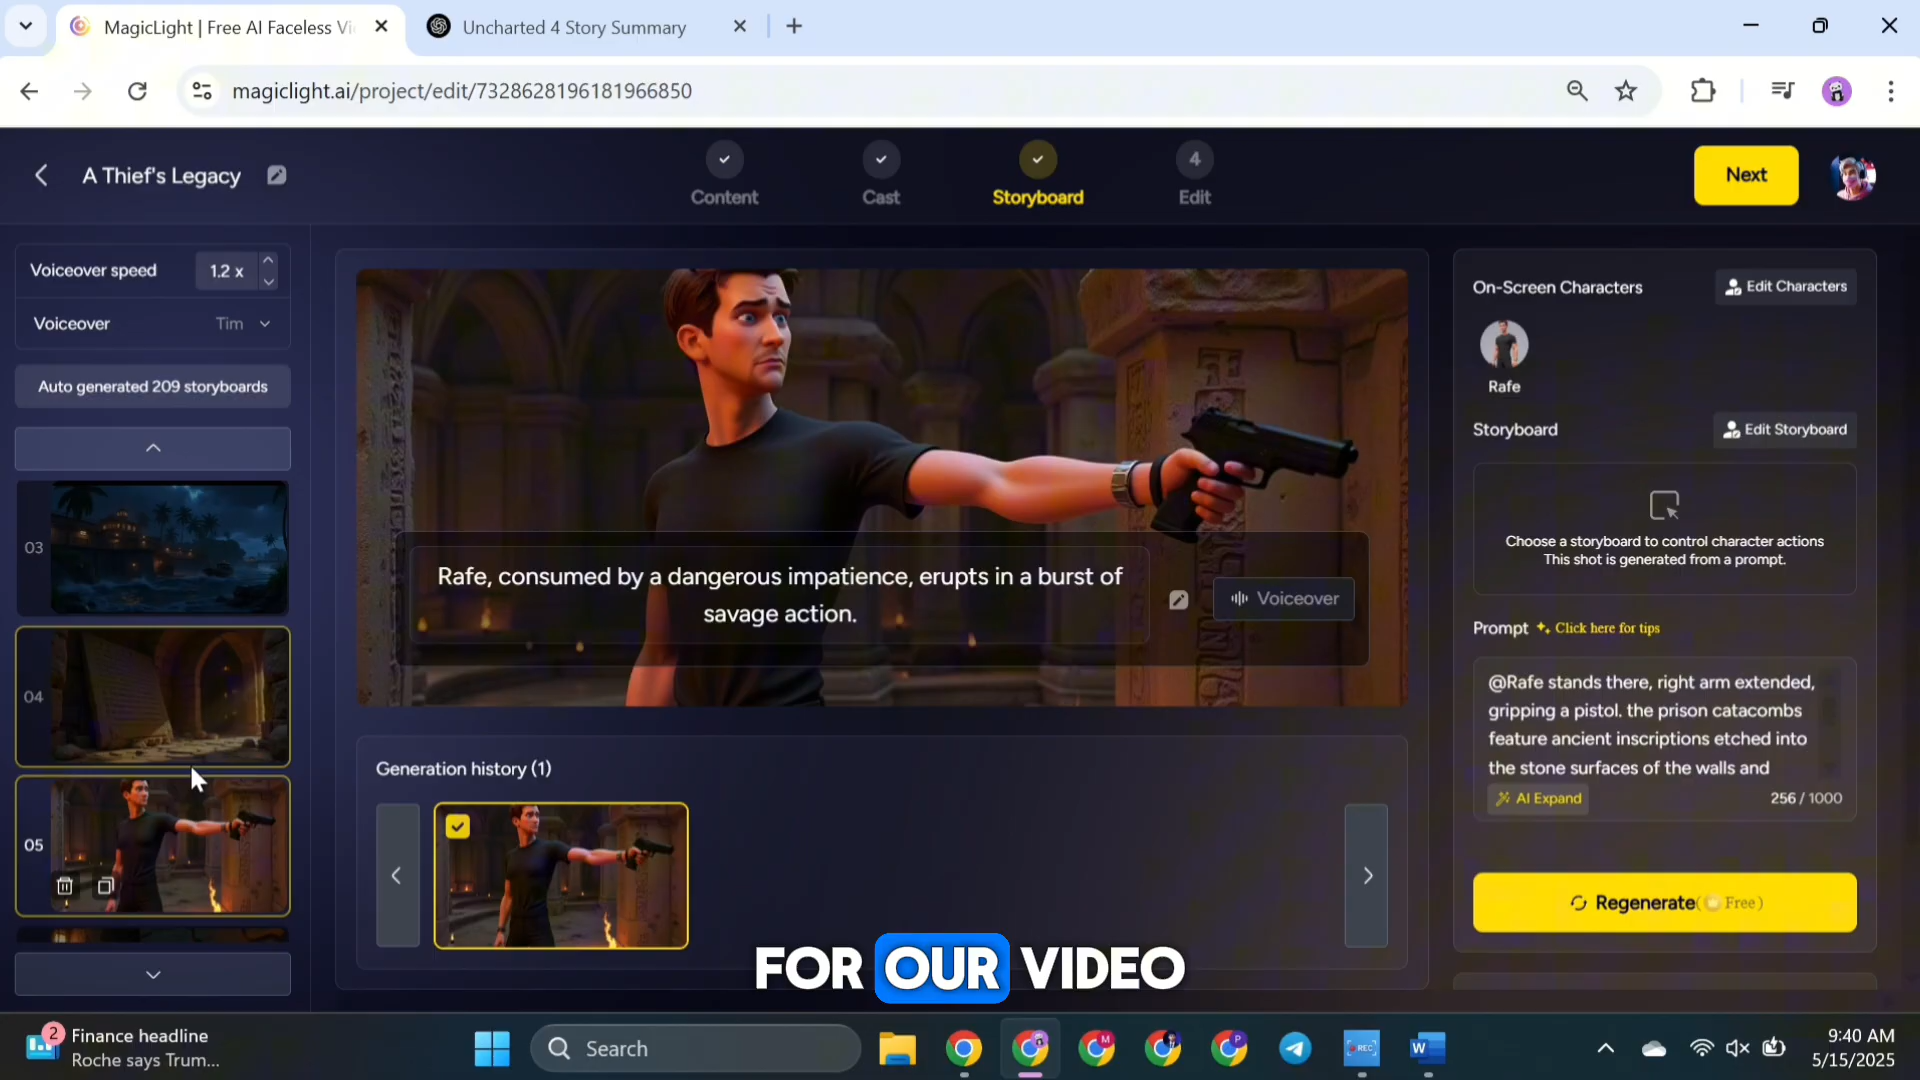 MagicLight | Free AI Faceless Vi
Uncharted 4 Story Summary
magiclight.ai/project/edit/7328628196181966850
A Thief's Legacy
Content
Cast
Storyboard
4
Edit
Next
Voiceover speed
1.2 x
Voiceover
Tim
Auto generated 209 storyboards
03
04
05
Rafe, consumed by a dangerous impatience, erupts in a burst of
savage action.
Voiceover
Generation history (1)
On-Screen Characters
Edit Characters
Rafe
Storyboard
Edit Storyboard
Choose a storyboard to control character actions
This shot is generated from a prompt.
Prompt
Click here for tips
@Rafe stands there, right arm extended,
gripping a pistol. the prison catacombs
feature ancient inscriptions etched into
the stone surfaces of the walls and
AI Expand
256 / 1000
Regenerate( Free )
FOR OUR VIDEO
2
Finance headline
Roche says Trum...
Search
M
P
REC
W
9:40 AM
5/15/2025